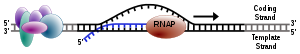 Coding
Strand
5'
3'
RNAP
3'
5'
5'
Template
Strand